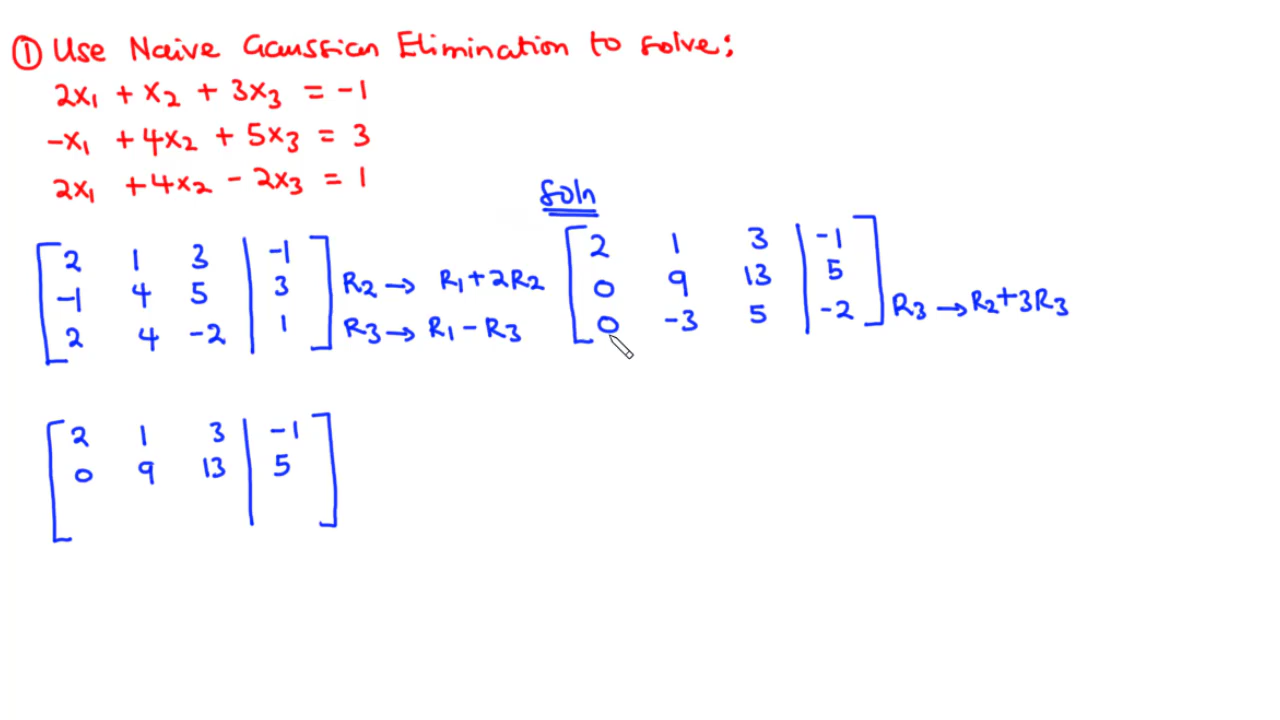 ① Use Naive Gaussian Elimination to solve:
2x₁ + x₂ + 3x₃ = -1
-x₁ + 4x₂ + 5x₃ = 3
2x₁ + 4x₂ - 2x₃ = 1
Soln
2 1 3 | -1
-1 4 5 | 3 R₂ → R₁ + 2R₂
2 4 -2 | 1 R₃ → R₁ - R₃
2 1 3 | -1
0 9 13 | 5
0 -3 5 | -2 R₃ → R₂ + 3R₃
2 1 3 | -1
0 9 13 | 5